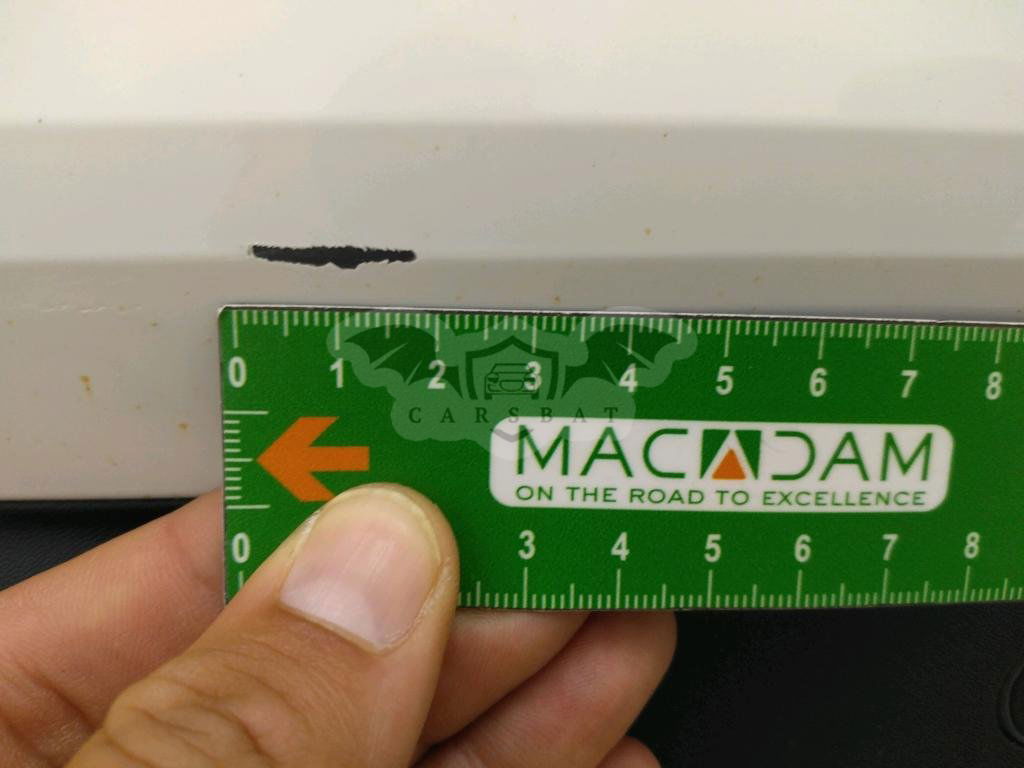 0 1 2 3 4 5 6 7 8
CARSBAT
MACADAM
ON THE ROAD TO EXCELLENCE
0 3 4 5 6 7 8